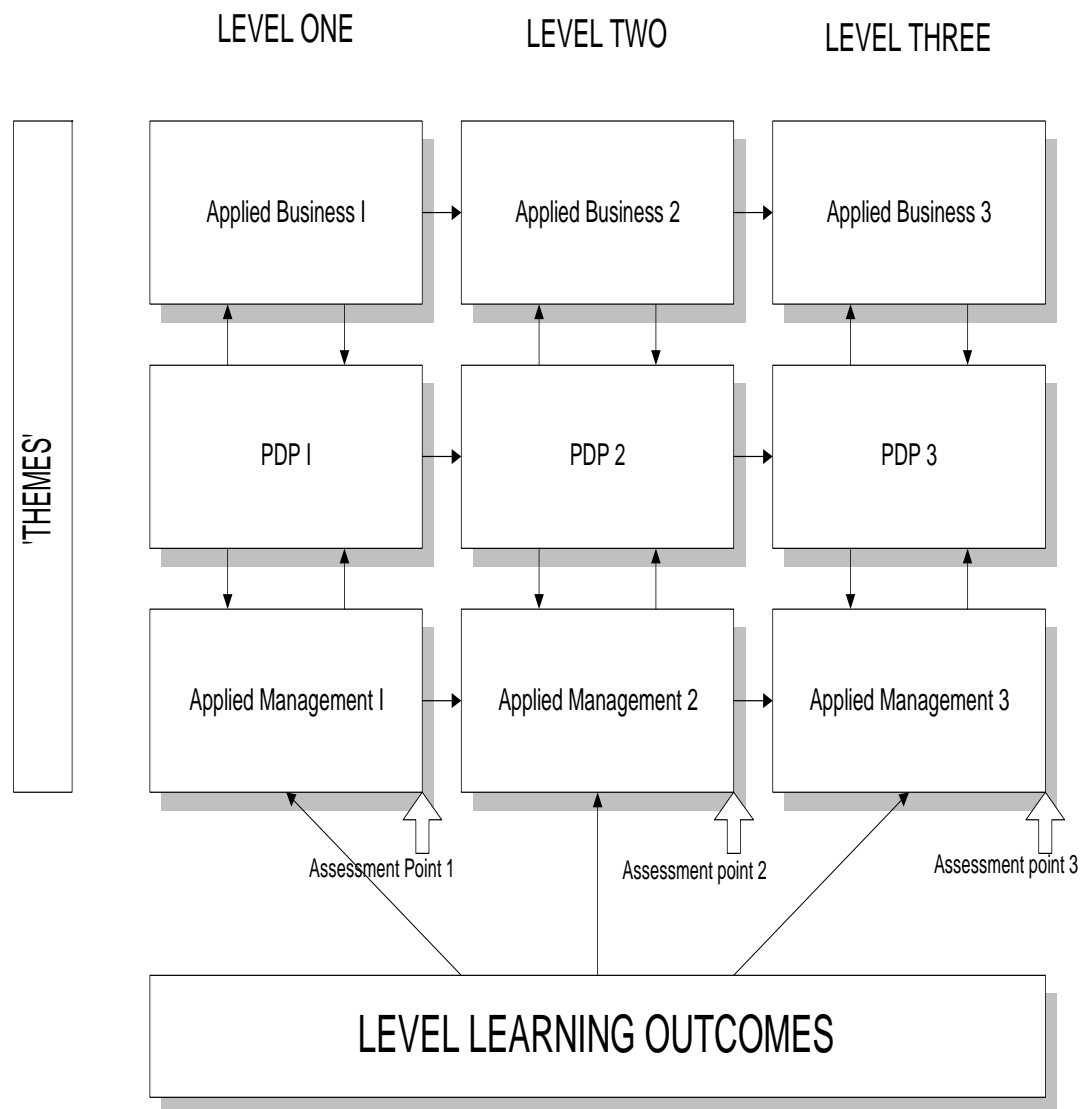 LEVEL ONE
LEVEL TWO
LEVEL THREE
'THEMES'
Applied Business I
Applied Business 2
Applied Business 3
PDP I
PDP 2
PDP 3
Applied Management I
Applied Management 2
Applied Management 3
Assessment Point 1
Assessment point 2
Assessment point 3
LEVEL LEARNING OUTCOMES